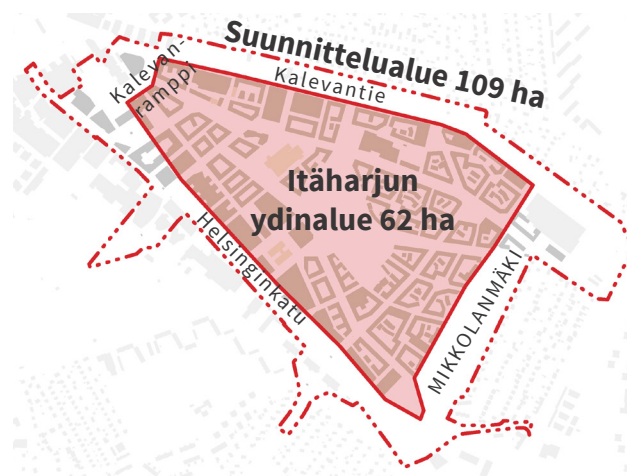 Suunnittelualue 109 ha
Kalevan-
ramppi
Kalevantie
Itäharjun
ydinalue 62 ha
Helsinginkatu
MIKKOLANMÄKI